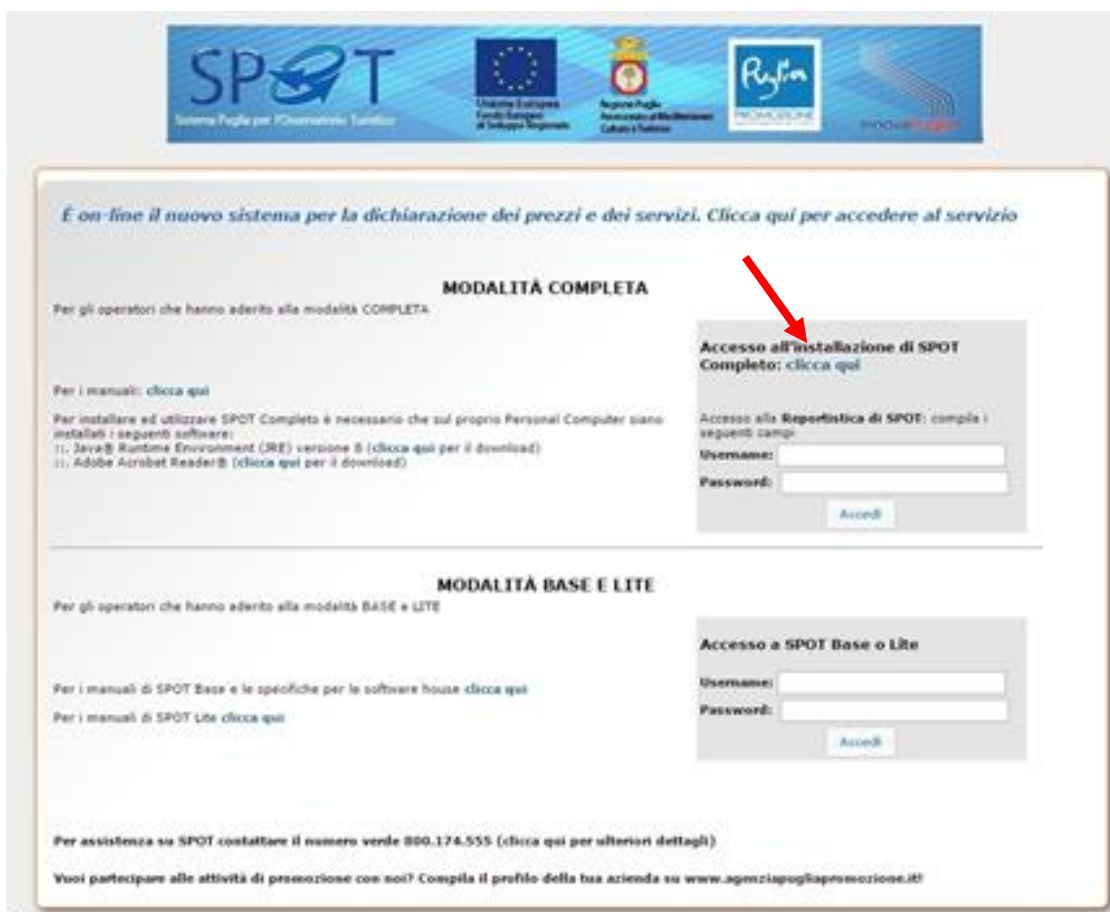 SPOT
Sistema Puglia per l'Osservatorio Turistico
Unione Europea
Fondo Europeo
di Sviluppo Regionale
Regione Puglia
Puglia
PROMOZIONE
InnovaPuglia
É on-line il nuovo sistema per la dichiarazione dei prezzi e dei servizi. Clicca qui per accedere al servizio
MODALITÀ COMPLETA
Per gli operatori che hanno aderito alla modalità COMPLETA
Accesso all'installazione di SPOT
Completo: clicca qui
Per i manuali: clicca qui
Per installare ed utilizzare SPOT Completo è necessario che sul proprio Personal Computer siano
installati i seguenti software:
::. Java® Runtime Environment (JRE) versione 8 (clicca qui per il download)
::. Adobe Acrobat Reader® (clicca qui per il download)
Accesso alla Reportistica di SPOT: compila i
seguenti campi
Username:
Password:
Accedi
MODALITÀ BASE E LITE
Per gli operatori che hanno aderito alla modalità BASE e LITE
Accesso a SPOT Base o Lite
Username:
Password:
Accedi
Per i manuali di SPOT Base e le specifiche per le software house clicca qui
Per i manuali di SPOT Lite clicca qui
Per assistenza su SPOT contattare il numero verde 800.174.555 (clicca qui per ulteriori dettagli)
Vuoi partecipare alle attività di promozione con noi? Compila il profilo della tua azienda su www.agenziapugliapromozione.it!